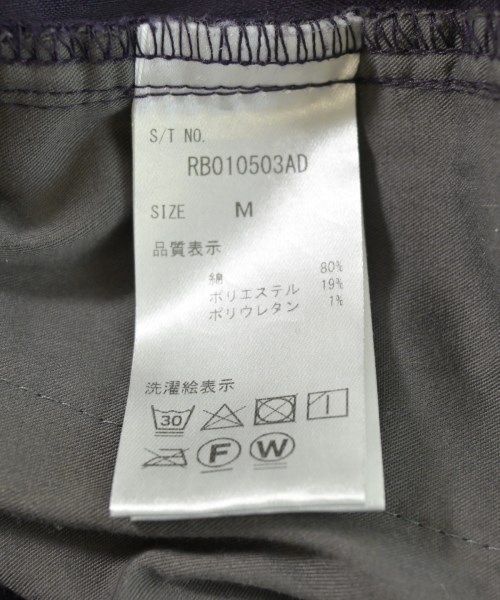 S/T NO.
RB010503AD
SIZE M
品質表示
綿 80%
ポリエステル 19%
ポリウレタン 1%
洗濯絵表示
30
F W